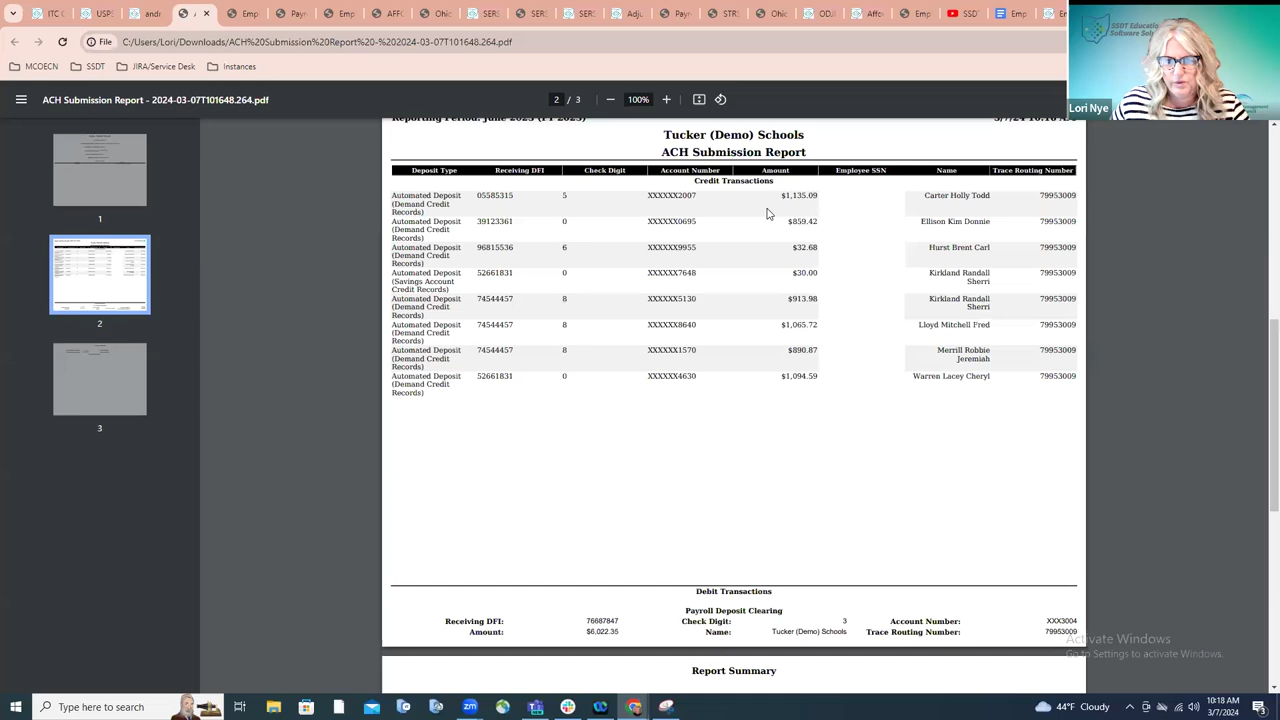 File C:/Users/Lori/Downloads/ACH%20Submission%20Report%20-%202024-03-07T101648.264.pdf
MCOECN SSDT JIRA/Service Desk Instances
SSDT Educatio
Software Solu
Lori Nye
ACH Submission Report - 2024-03-07T101648.264.pdf 2 / 3 100%
1
2
3
Tucker (Demo) Schools
ACH Submission Report
Deposit Type Receiving DFI Check Digit Account Number Amount Employee SSN Name Trace Routing Number
Credit Transactions
Automated Deposit 05585315 5 XXXXXX2007 $1,135.09 Carter Holly Todd 79953009
(Demand Credit
Records)
Automated Deposit 39123361 0 XXXXXX0695 $859.42 Ellison Kim Donnie 79953009
(Demand Credit
Records)
Automated Deposit 96815536 6 XXXXXX9955 $32.68 Hurst Brent Carl 79953009
(Demand Credit
Records)
Automated Deposit 52661831 0 XXXXXX7648 $30.00 Kirkland Randall 79953009
(Savings Account Sherri
Credit Records)
Automated Deposit 74544457 8 XXXXXX5130 $913.98 Kirkland Randall 79953009
(Demand Credit Sherri
Records)
Automated Deposit 74544457 8 XXXXXX8640 $1,065.72 Lloyd Mitchell Fred 79953009
(Demand Credit
Records)
Automated Deposit 74544457 8 XXXXXX1570 $890.87 Merrill Robbie 79953009
(Demand Credit Jeremiah
Records)
Automated Deposit 52661831 0 XXXXXX4630 $1,094.59 Warren Lacey Cheryl 79953009
(Demand Credit
Records)
Debit Transactions
Payroll Deposit Clearing
Receiving DFI: 76687847 Check Digit: 3 Account Number: XXX3004
Amount: $6,022.35 Name: Tucker (Demo) Schools Trace Routing Number: 79953009
Activate Windows
Go to Settings to activate Windows.
Report Summary
Type here to search
44°F Cloudy
10:18 AM
3/7/2024